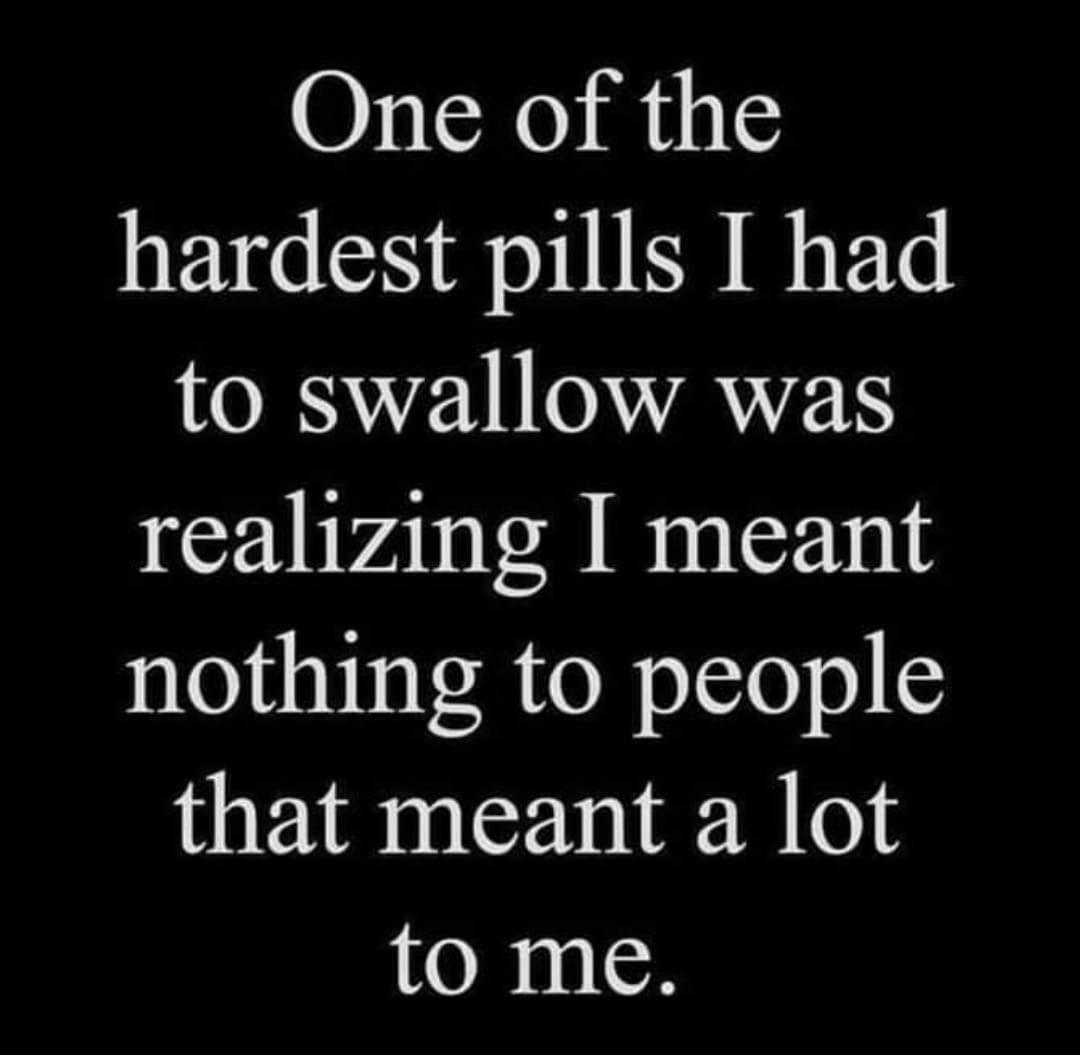 One of the
hardest pills I had
to swallow was
realizing I meant
nothing to people
that meant a lot
to me.